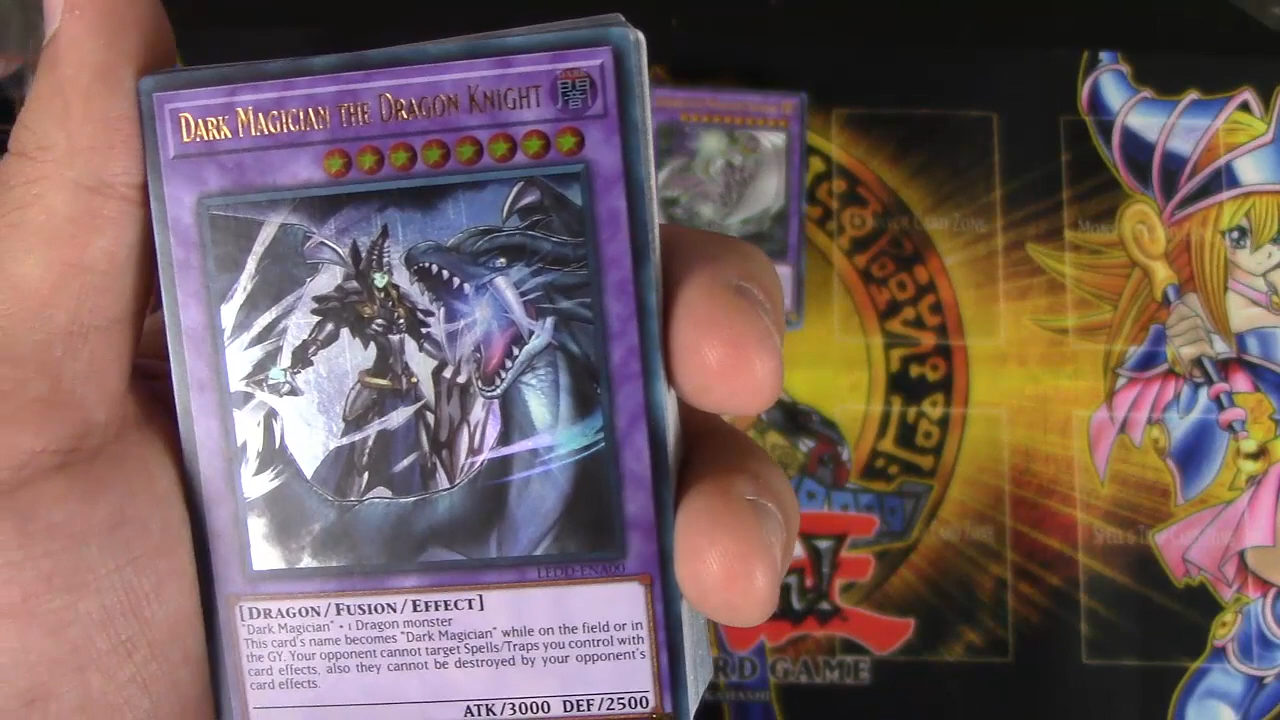 DARK MAGICIAN THE DRAGON KNIGHT
DARK
闇
LEDD-ENA00
[DRAGON/FUSION/EFFECT]
"Dark Magician" + 1 Dragon monster
This card's name becomes "Dark Magician" while on the field or in
the GY. Your opponent cannot target Spells/Traps you control with
card effects, also they cannot be destroyed by your opponent's
card effects.
ATK/3000 DEF/2500
CARD ZONE
RD GAME